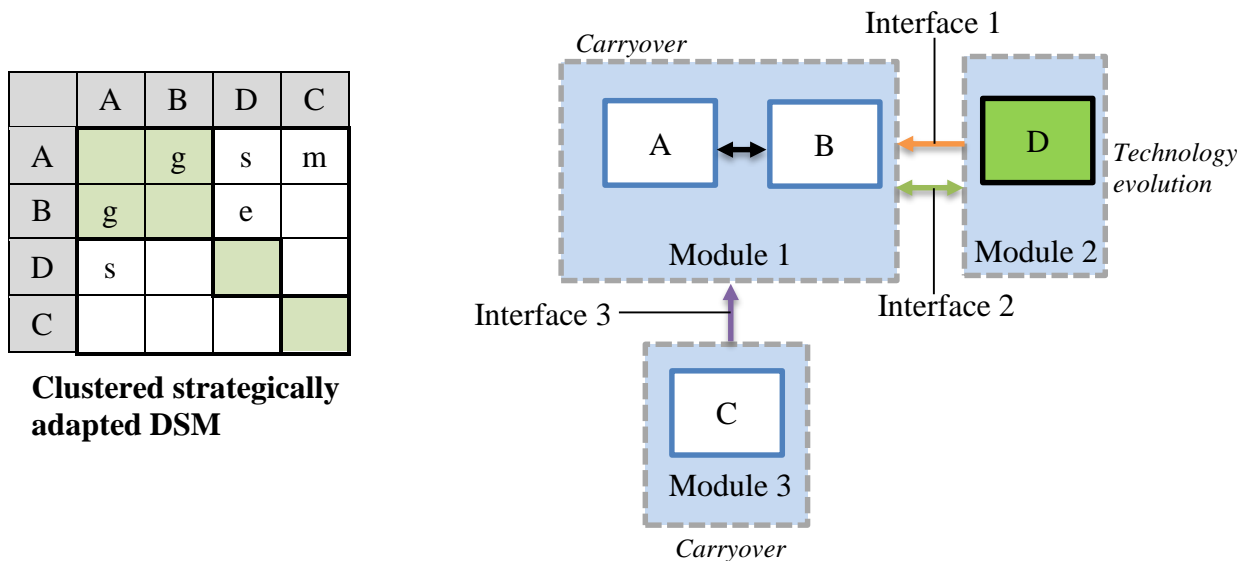 A B D C
A g s m
B g e
D s
C
Clustered strategically
adapted DSM
Interface 1
Carryover
A
B
D
Technology
evolution
Module 1
Module 2
Interface 3
Interface 2
C
Module 3
Carryover